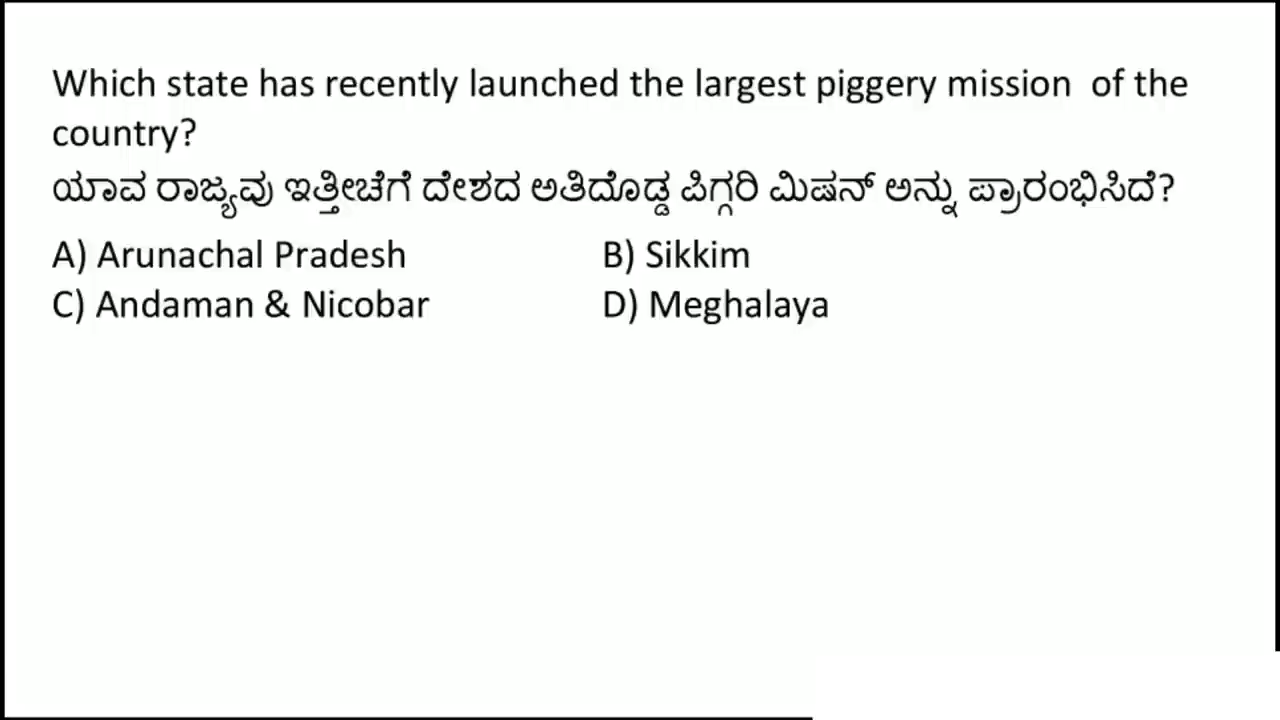 Which state has recently launched the largest piggery mission of the
country?
ಯಾವ ರಾಜ್ಯವು ಇತ್ತೀಚೆಗೆ ದೇಶದ ಅತಿದೊಡ್ಡ ಪಿಗ್ಗರಿ ಮಿಷನ್ ಅನ್ನು ಪ್ರಾರಂಭಿಸಿದೆ?
A) Arunachal Pradesh B) Sikkim
C) Andaman & Nicobar D) Meghalaya